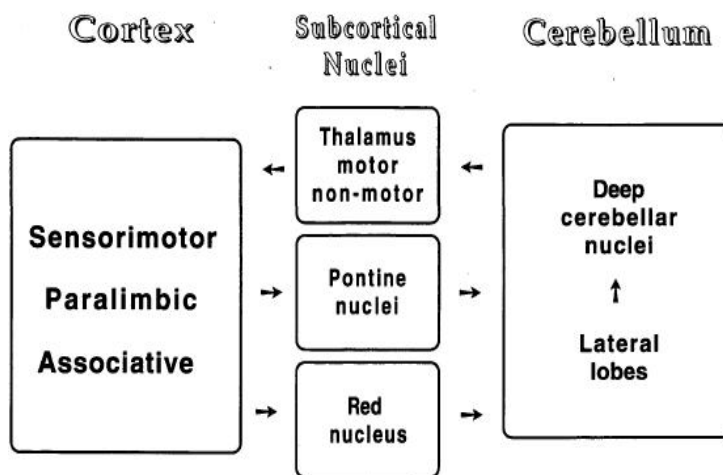 Cortex
Subcortical
Nuclei
Cerebellum
Sensorimotor
Paralimbic
Associative
Thalamus
motor
non-motor
Pontine
nuclei
Red
nucleus
Deep
cerebellar
nuclei
Lateral
lobes